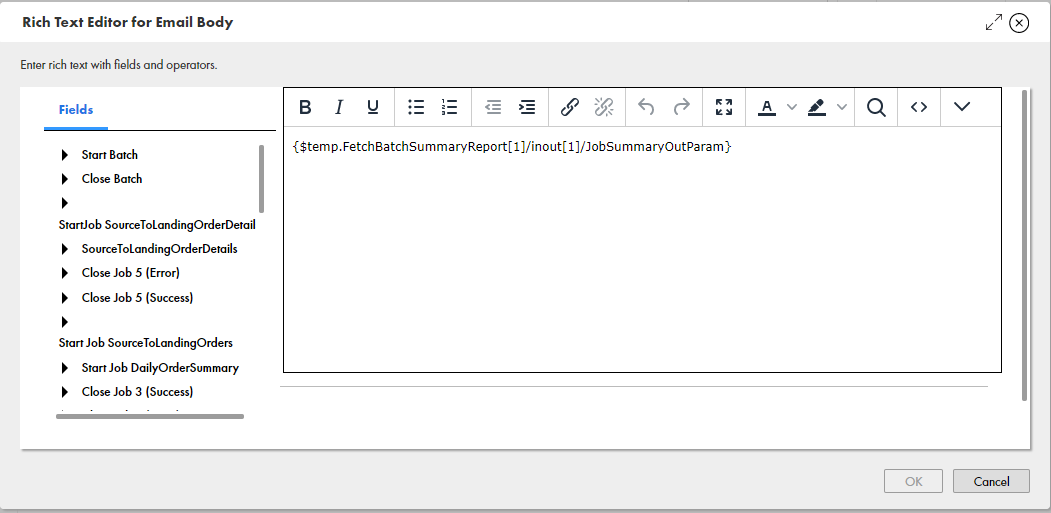 Rich Text Editor for Email Body
Enter rich text with fields and operators.
Fields
Start Batch
Close Batch
StartJob SourceToLandingOrderDetail
SourceToLandingOrderDetails
Close Job 5 (Error)
Close Job 5 (Success)
Start Job SourceToLandingOrders
Start Job DailyOrderSummary
Close Job 3 (Success)
B I U A
{$temp.FetchBatchSummaryReport[1]/inout[1]/JobSummaryOutParam}
OK Cancel